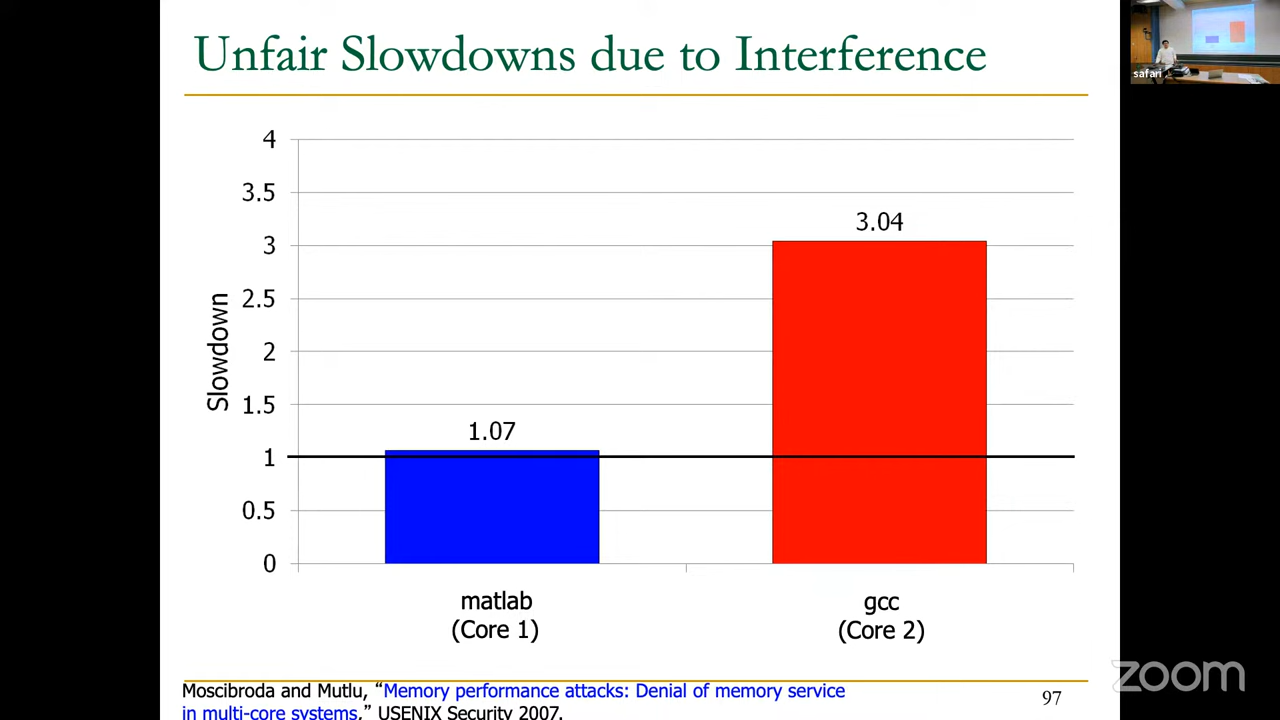 Unfair Slowdowns due to Interference
safari
4
3.5
3
2.5
2
1.5
1
0.5
0
Slowdown
1.07
3.04
matlab
(Core 1)
gcc
(Core 2)
Moscibroda and Mutlu, “Memory performance attacks: Denial of memory service
in multi-core systems,” USENIX Security 2007.
97
zoom